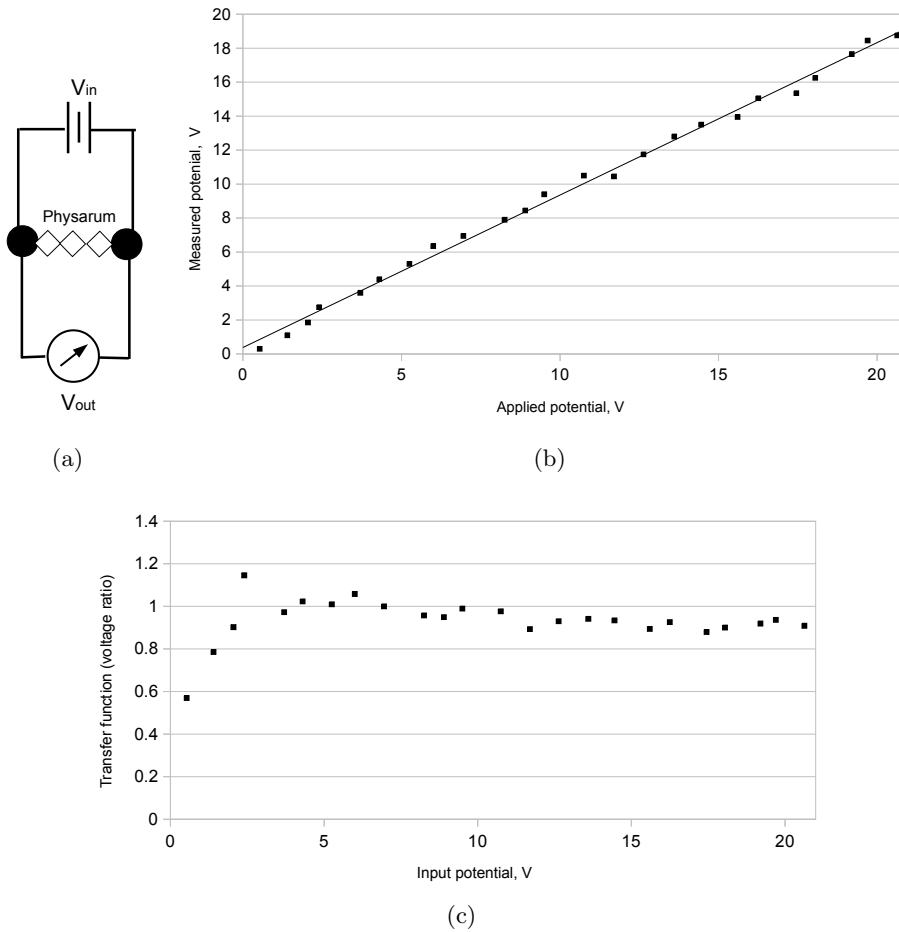 Vin
Physarum
Vout
(a)
Measured potenial, V
20
18
16
14
12
10
8
6
4
2
0
0 5 10 15 20
Applied potential, V
(b)
Transfer function (voltage ratio)
1.4
1.2
1
0.8
0.6
0.4
0.2
0
0 5 10 15 20
Input potential, V
(c)